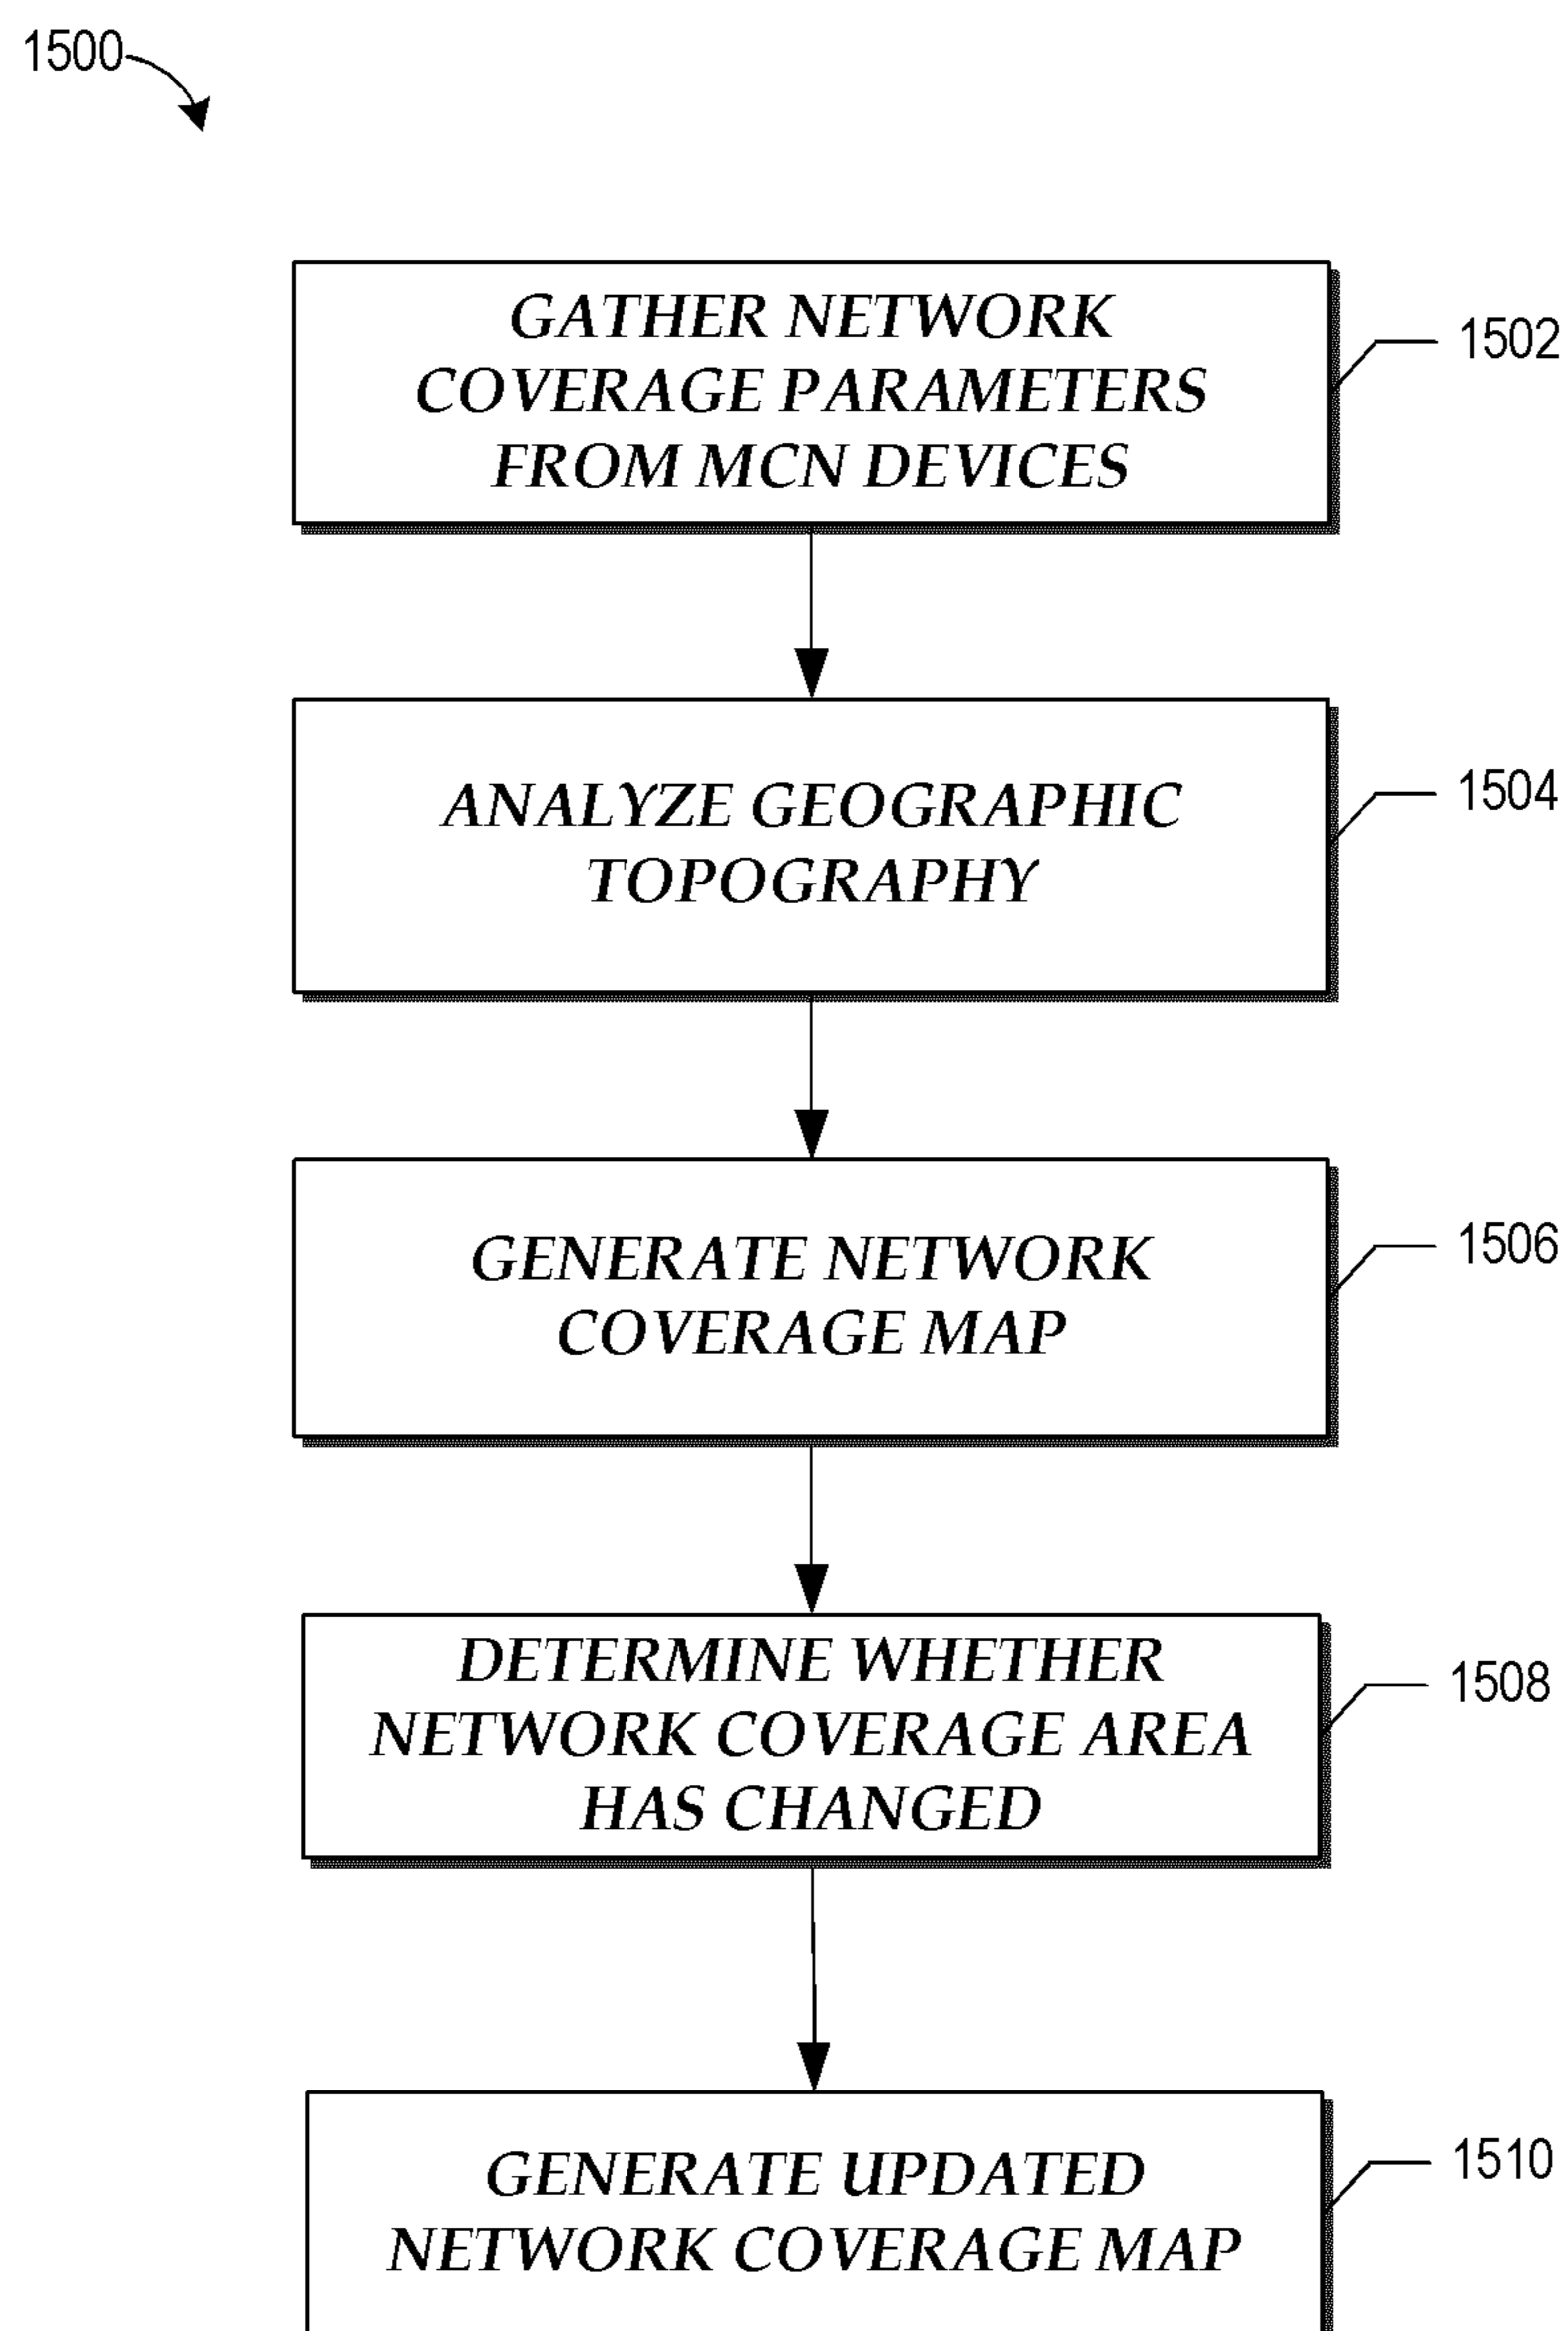 1500
GATHER NETWORK
COVERAGE PARAMETERS
FROM MCN DEVICES
1502
ANALYZE GEOGRAPHIC
TOPOGRAPHY
1504
GENERATE NETWORK
COVERAGE MAP
1506
DETERMINE WHETHER
NETWORK COVERAGE AREA
HAS CHANGED
1508
GENERATE UPDATED
NETWORK COVERAGE MAP
1510